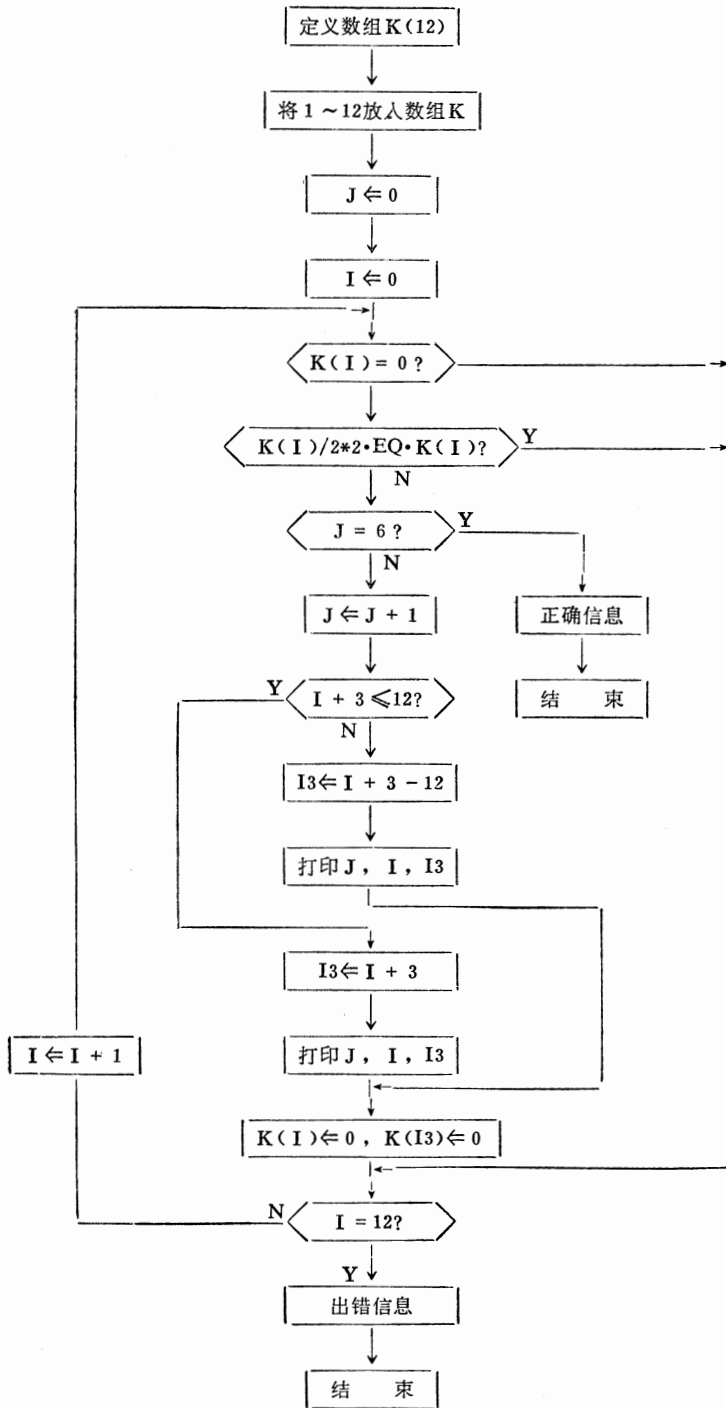 定义数组K(12)
将1～12放入数组K
J⇐0
I⇐0
K(I)=0?
K(I)/2*2·EQ·K(I)?
Y
N
J = 6?
Y
N
J⇐J + 1
正确信息
Y
I + 3 ≤12?
结 束
N
I3⇐I + 3 - 12
打印J，I，I3
I3⇐I + 3
I⇐I + 1
打印J，I，I3
K(I)⇐0，K(I3)⇐0
N
I =12?
Y
出错信息
结 束